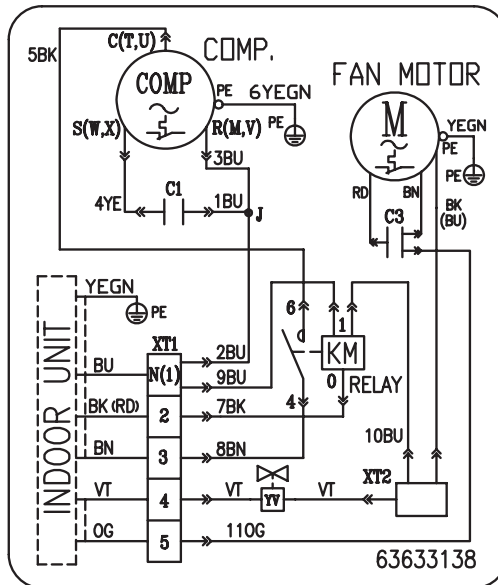 5BK
C(T,U)
COMP.
COMP
PE
6YEGN
PE
FAN MOTOR
M
YEGN
PE
PE
S(W,X)
R(M,V)
3BU
4YE
C1
1BU
J
RD
BN
BK
(BU)
C3
YEGN
PE
XT1
6
1
KM
0
RELAY
4
INDOOR UNIT
BU
N(1)
2BU
9BU
BK(RD)
2
7BK
BN
3
8BN
10BU
VT
4
VT
YV
VT
XT2
OG
5
11OG
63633138